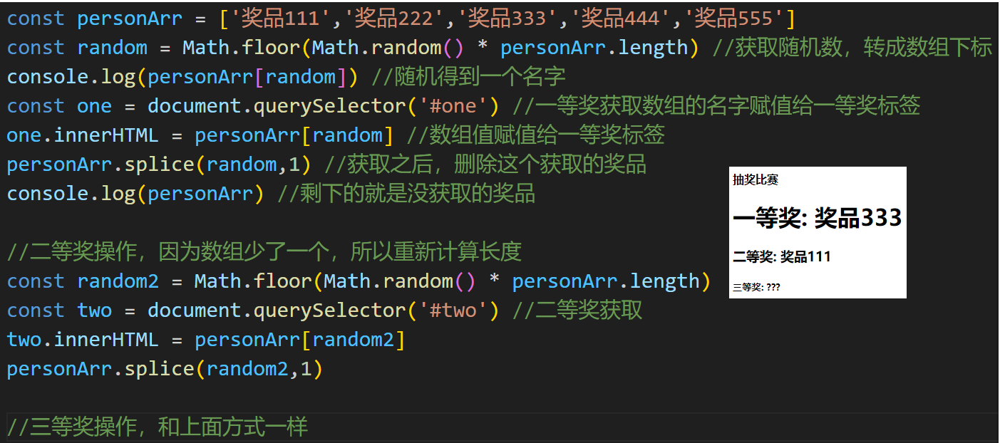 const personArr = ['奖品111','奖品222','奖品333','奖品444','奖品555']
const random = Math.floor(Math.random() * personArr.length) //获取随机数，转成数组下标
console.log(personArr[random]) //随机得到一个名字
const one = document.querySelector('#one') //一等奖获取数组的名字赋值给一等奖标签
one.innerHTML = personArr[random] //数组值赋值给一等奖标签
personArr.splice(random,1) //获取之后，删除这个获取的奖品
console.log(personArr) //剩下的就是没获取的奖品
//二等奖操作，因为数组少了一个，所以重新计算长度
const random2 = Math.floor(Math.random() * personArr.length)
const two = document.querySelector('#two') //二等奖获取
two.innerHTML = personArr[random2]
personArr.splice(random2,1)
//三等奖操作，和上面方式一样
抽奖比赛
一等奖: 奖品333
二等奖: 奖品111
三等奖: ???